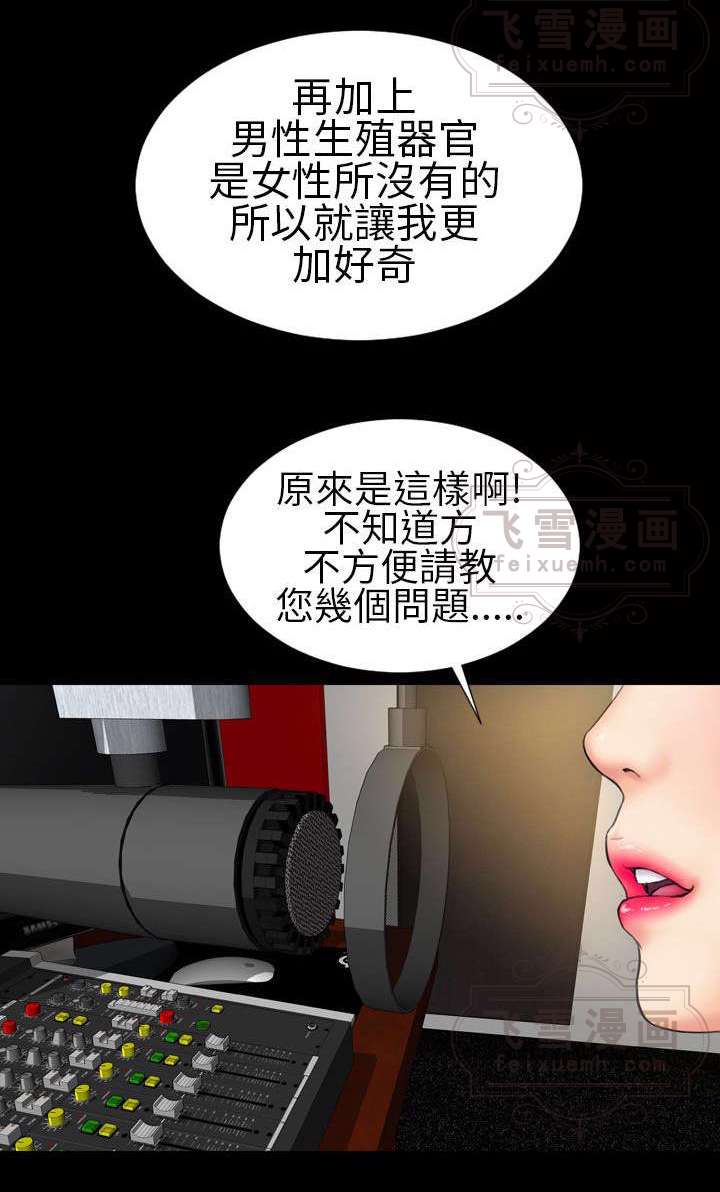 飞雪漫画
feixuemh.com
再加上
男性生殖器官
是女性所沒有的
所以就讓我更
加好奇
原來是這樣啊!
不知道方
不方便請教
您幾個問題.....
飞雪漫画
feixuemh.com
飞雪漫画
feixuemh.com